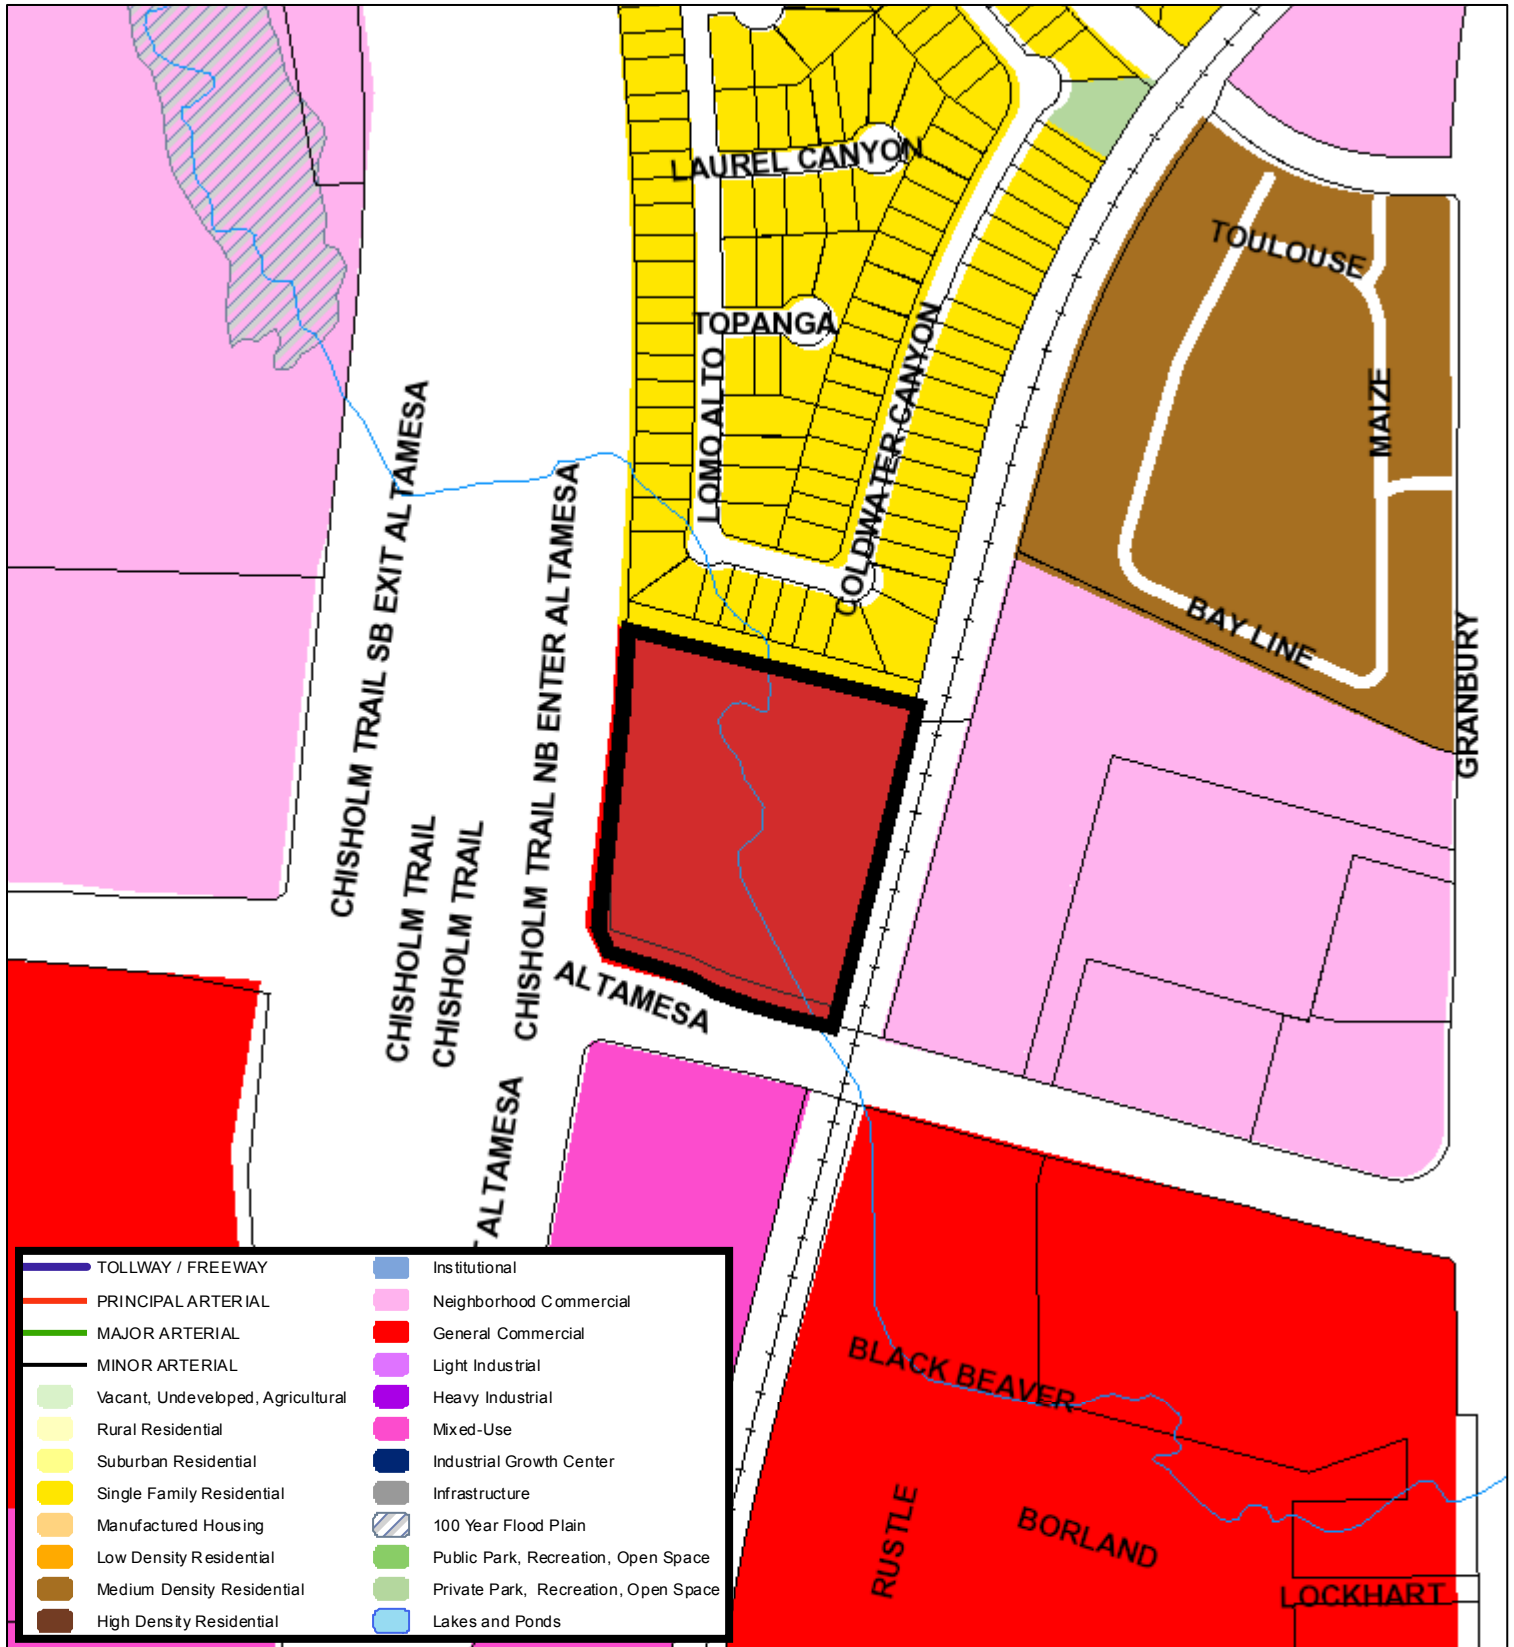 LAUREL CANYON
TOULOUSE
TOPANGA
LOMO ALTO
COLDWATER CANYON
MAIZE
CHISHOLM TRAIL SB EXIT ALTAMESA
CHISHOLM TRAIL NB ENTER ALTAMESA
BAY LINE
GRANBURY
CHISHOLM TRAIL
CHISHOLM TRAIL
ALTAMESA
ALTAMESA
BLACK BEAVER
RUSTLE
BORLAND
LOCKHART
TOLLWAY / FREEWAY
PRINCIPAL ARTERIAL
MAJOR ARTERIAL
MINOR ARTERIAL
Vacant, Undeveloped, Agricultural
Rural Residential
Suburban Residential
Single Family Residential
Manufactured Housing
Low Density Residential
Medium Density Residential
High Density Residential
Institutional
Neighborhood Commercial
General Commercial
Light Industrial
Heavy Industrial
Mixed-Use
Industrial Growth Center
Infrastructure
100 Year Flood Plain
Public Park, Recreation, Open Space
Private Park, Recreation, Open Space
Lakes and Ponds